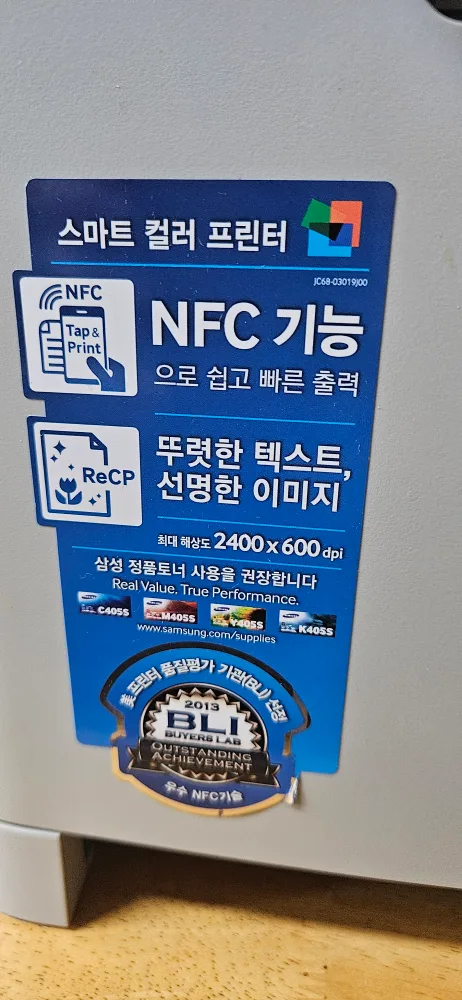 스마트 컬러 프린터
JC68-03019J00
NFC
Tap &
Print
NFC 기능
으로 쉽고 빠른 출력
ReCP
뚜렷한 텍스트,
선명한 이미지
최대 해상도 2400 x 600 dpi
삼성 정품토너 사용을 권장합니다
Real Value. True Performance.
C405S M405S Y405S K405S
www.samsung.com/supplies
美 프린터 품질평가 기관(BLI) 선정
2013
BLI
BUYERS LAB
OUTSTANDING
ACHIEVEMENT
우수 NFC기술